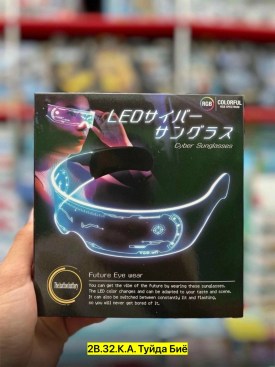 RGB
COLORFUL
LEDサイバー
サングラス
Cyber Sunglasses
Future Eye wear
You can get the vibe of the Future by wearing these sunglasses.
The LED color changes and can be adapted to your taste and scene.
It can also be switched between constantly lit and flashing,
so you will never get bored of it.
2В.32.К.А. Туйда Биё